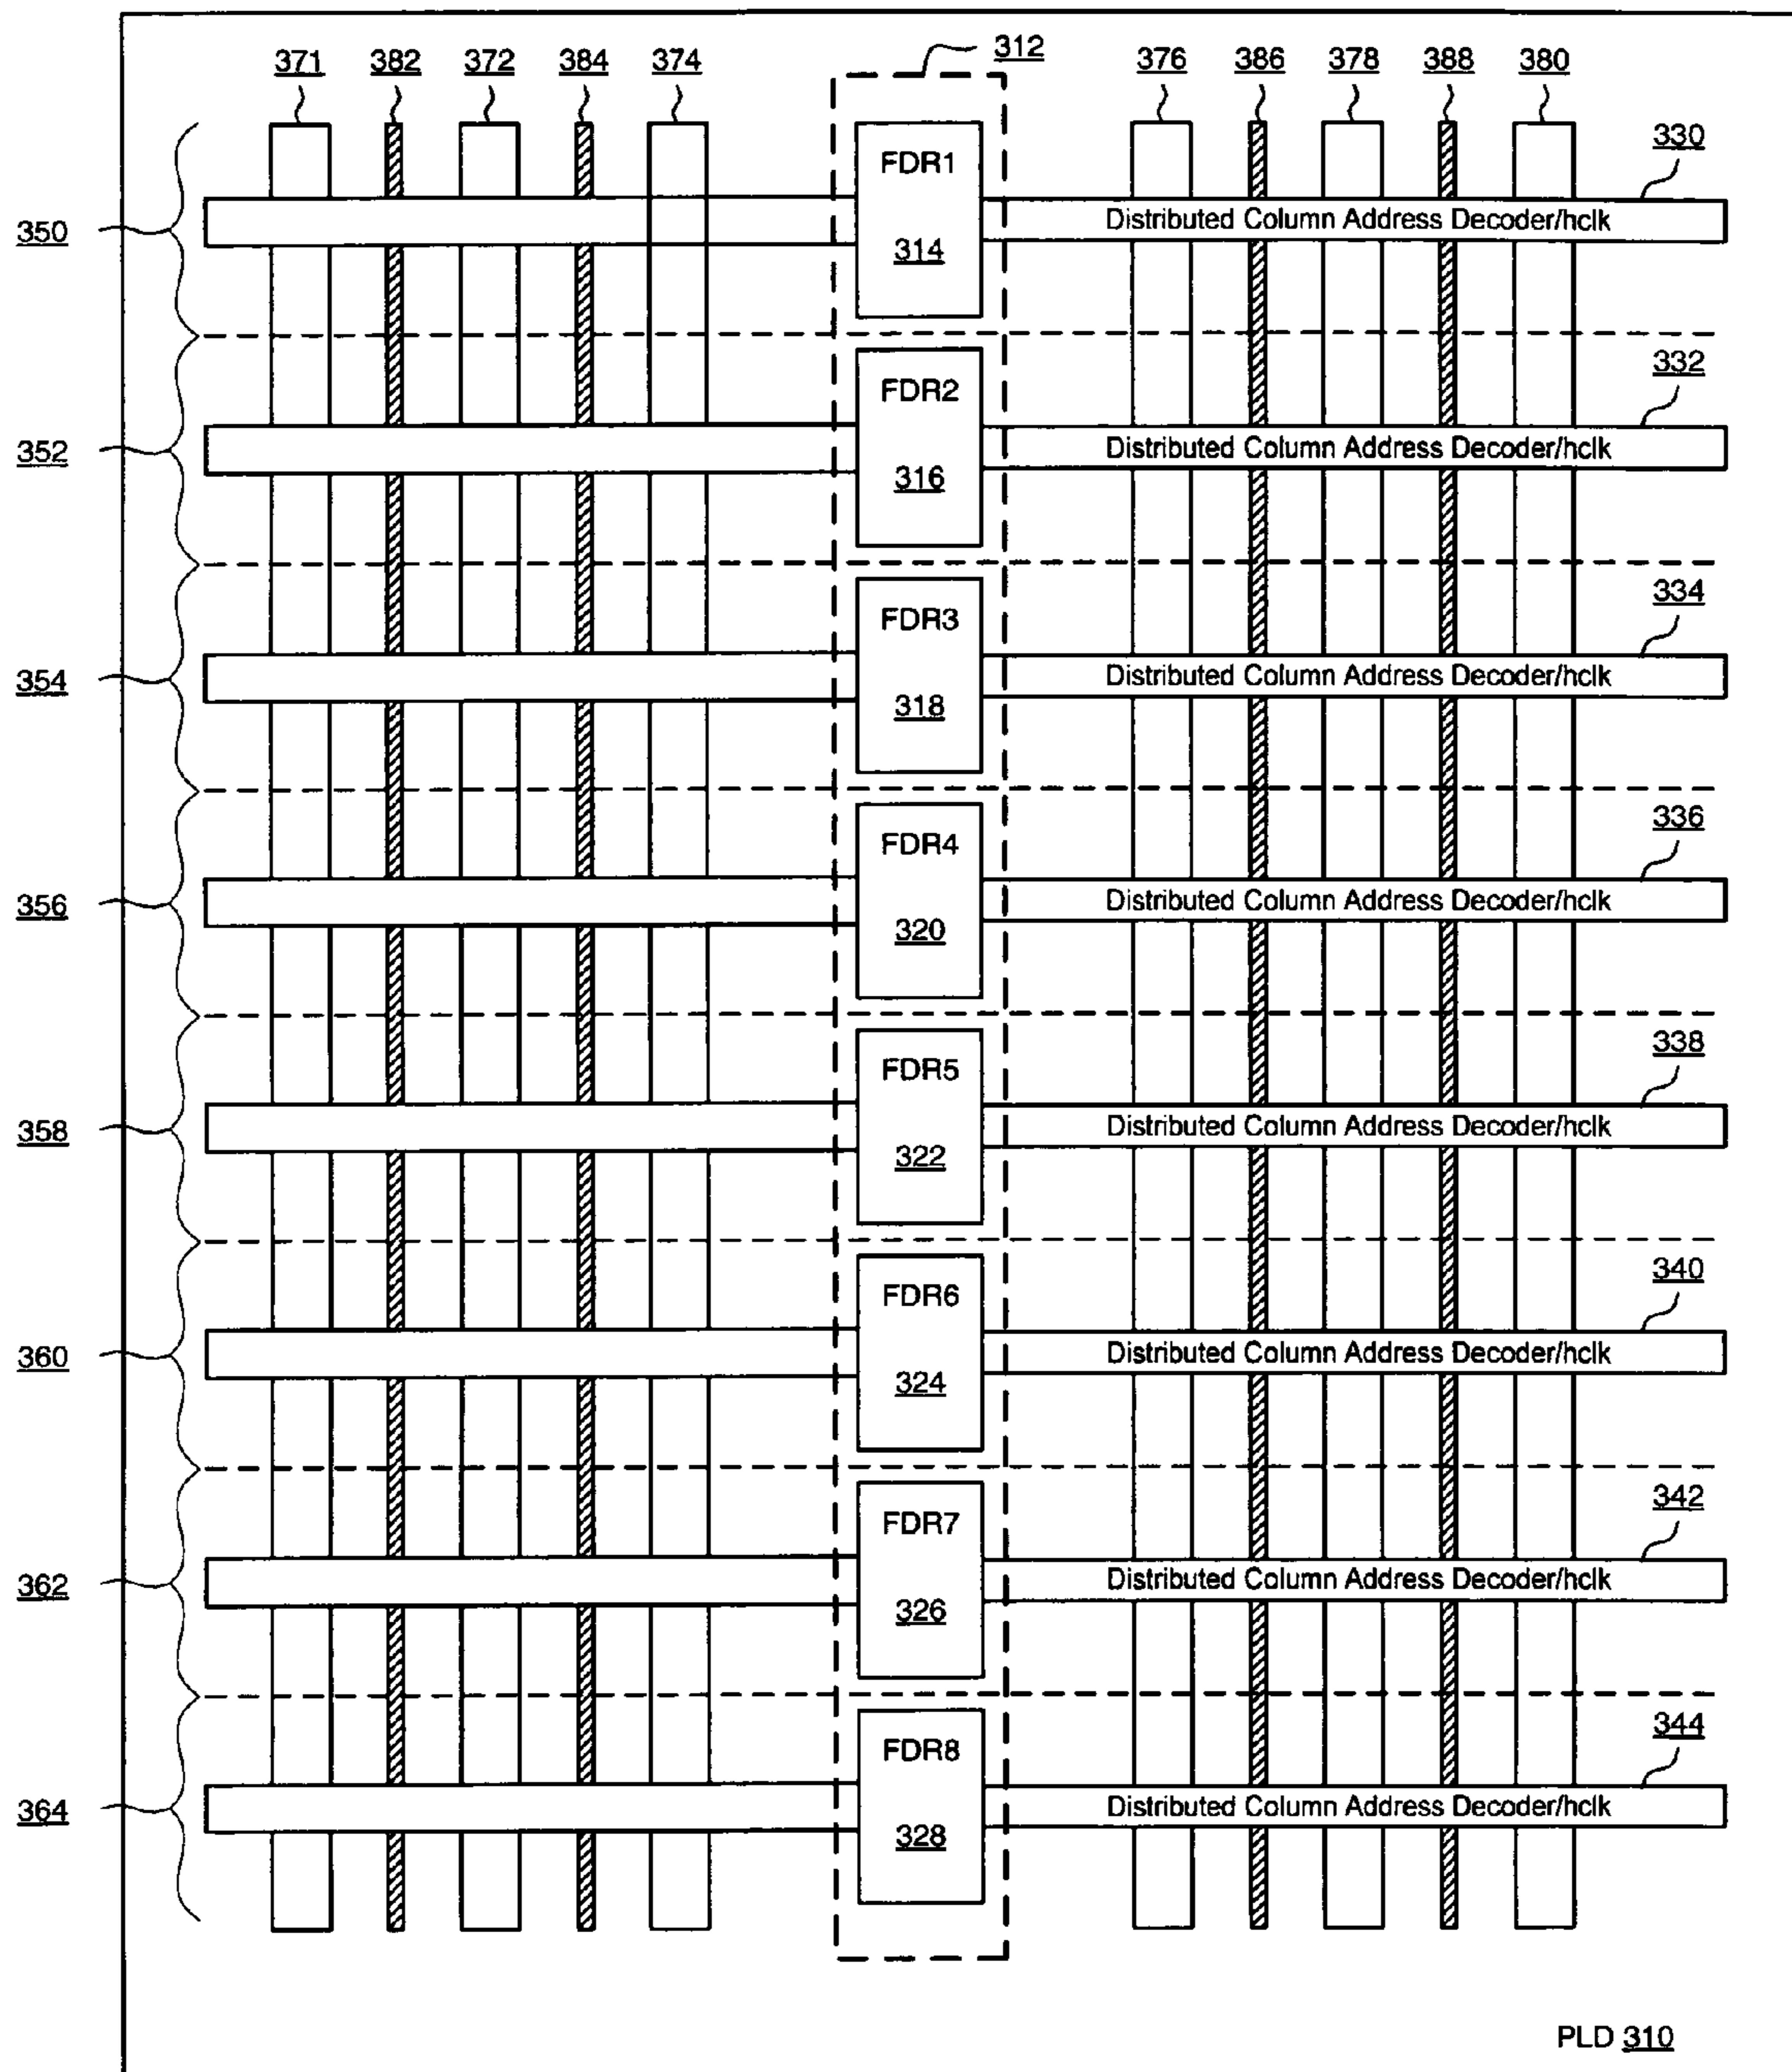 312
371 382 372 384 374 376 386 378 388 380
330
FDR1
350 Distributed Column Address Decoder/hclk
314
332
FDR2
352 Distributed Column Address Decoder/hclk
316
334
FDR3
354 Distributed Column Address Decoder/hclk
318
336
FDR4
356 Distributed Column Address Decoder/hclk
320
338
FDR5
358 Distributed Column Address Decoder/hclk
322
340
FDR6
360 Distributed Column Address Decoder/hclk
324
342
FDR7
362 Distributed Column Address Decoder/hclk
326
344
FDR8
364 Distributed Column Address Decoder/hclk
328
PLD 310